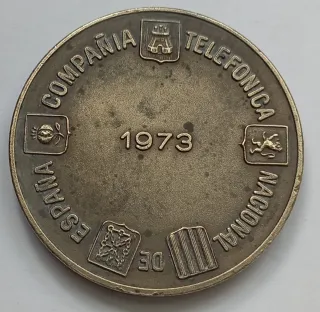 COMPAÑIA TELEFONICA NACIONAL DE ESPAÑA
1973